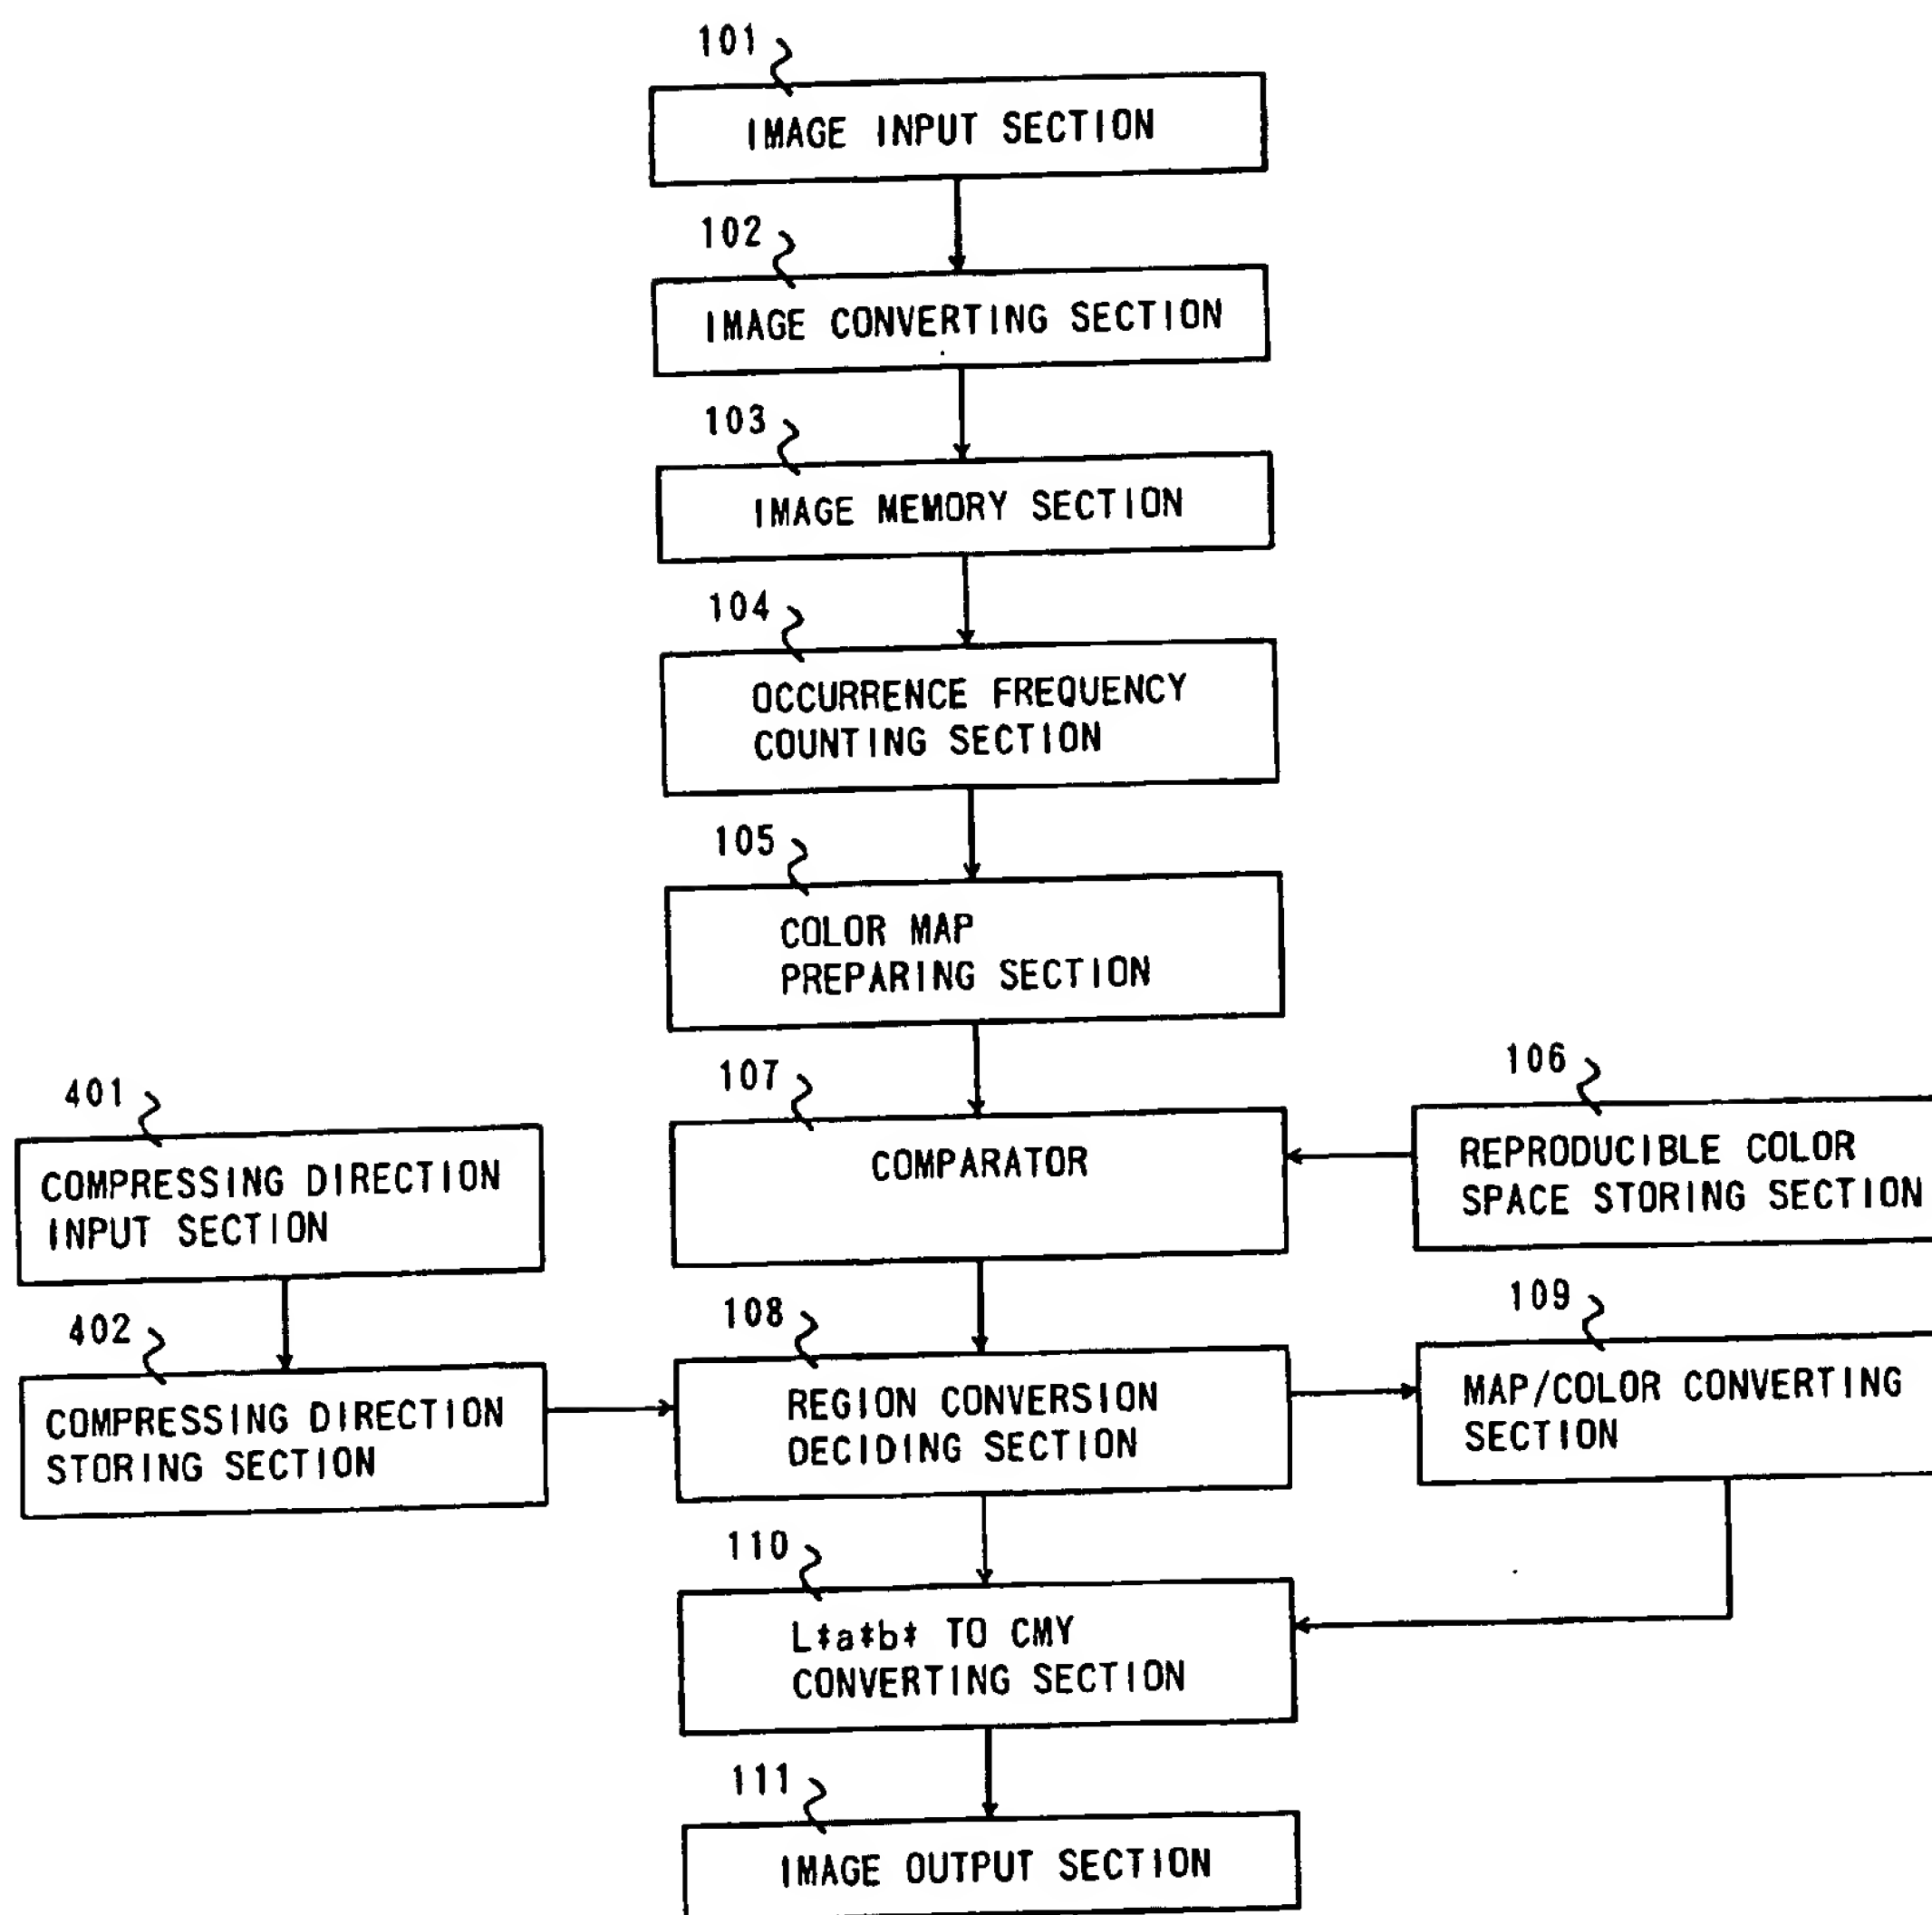 101
IMAGE INPUT SECTION
102
IMAGE CONVERTING SECTION
103
IMAGE MEMORY SECTION
104
OCCURRENCE FREQUENCY
COUNTING SECTION
105
COLOR MAP
PREPARING SECTION
401
COMPRESSING DIRECTION
INPUT SECTION
107
COMPARATOR
106
REPRODUCIBLE COLOR
SPACE STORING SECTION
402
COMPRESSING DIRECTION
STORING SECTION
108
REGION CONVERSION
DECIDING SECTION
109
MAP/COLOR CONVERTING
SECTION
110
L*a*b* TO CMY
CONVERTING SECTION
111
IMAGE OUTPUT SECTION